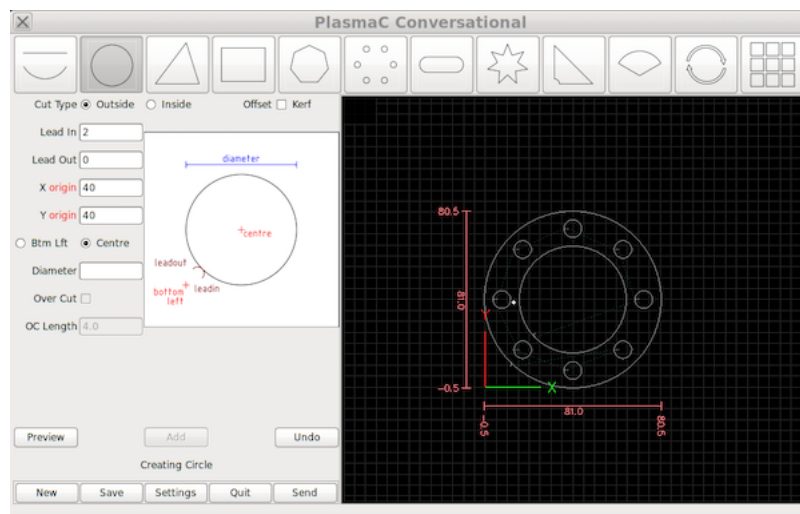 PlasmaC Conversational
Cut Type Outside Inside Offset Kerf
Lead In 2
Lead Out 0
X origin 40
Y origin 40
Btm Lft Centre
Diameter
Over Cut
OC Length 4.0
diameter
centre
leadout
leadin
bottom
left
Preview Add Undo
Creating Circle
New Save Settings Quit Send
80.5
81.0
-0.5
Y
X
81.0
-0.5
80.5